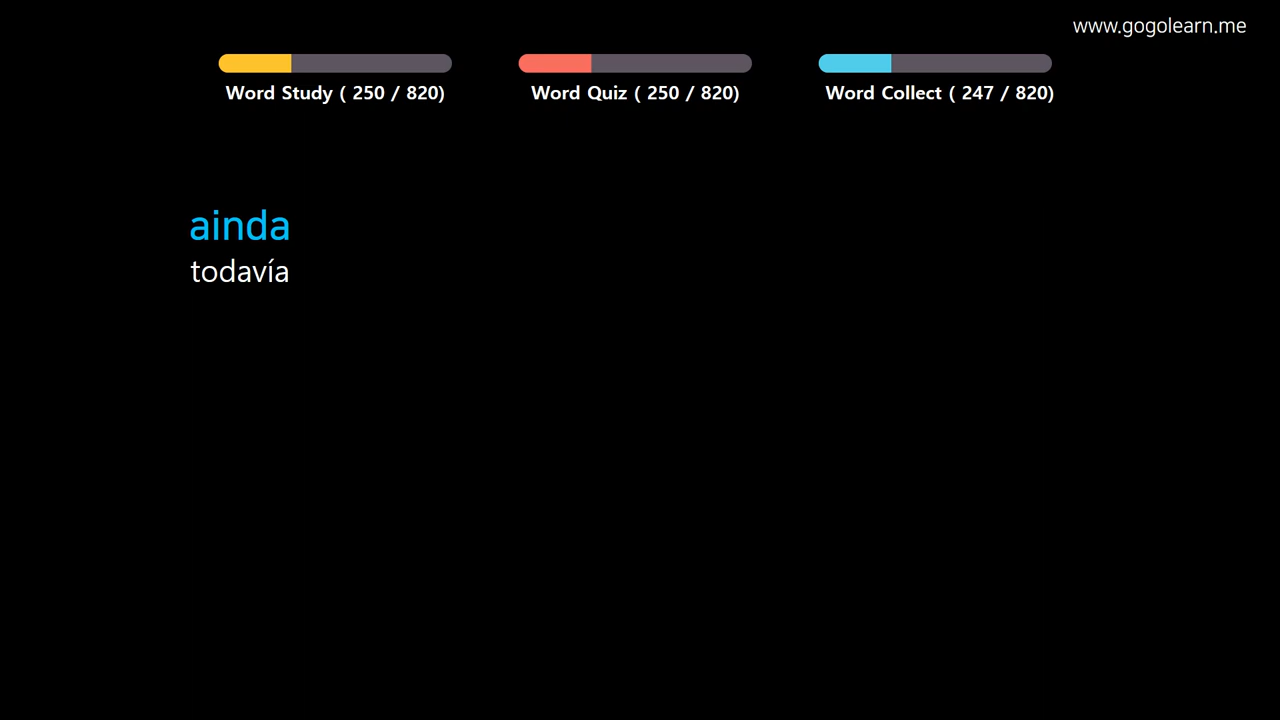 www.gogolearn.me
Word Study ( 250 / 820)
Word Quiz ( 250 / 820)
Word Collect ( 247 / 820)
ainda
todavía